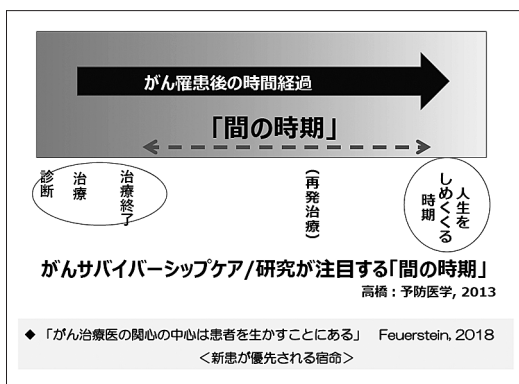 がん罹患後の時間経過
「間の時期」
診断
治療
治療終了
（再発治療）
人生を
しめくくる
時期
がんサバイバーシップケア/研究が注目する「間の時期」
高橋：予防医学, 2013
◆ 「がん治療医の関心の中心は患者を生かすことにある」 Feuerstein, 2018
＜新患が優先される宿命＞